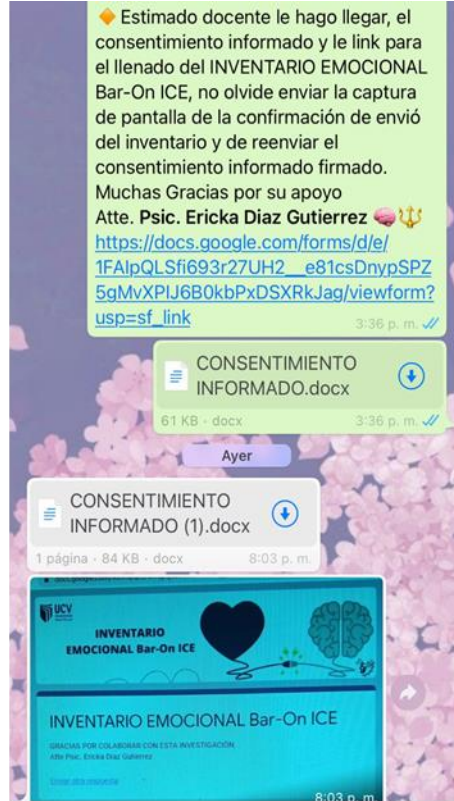 Estimado docente le hago llegar, el
consentimiento informado y le link para
el llenado del INVENTARIO EMOCIONAL
Bar-On ICE, no olvide enviar la captura
de pantalla de la confirmación de envió
del inventario y de reenviar el
consentimiento informado firmado.
Muchas Gracias por su apoyo
Atte. Psic. Ericka Diaz Gutierrez
https://docs.google.com/forms/d/e/
1FAIpQLSfi693r27UH2__e81csDnypSPZ
5gMvXPIJ6B0kbPxDSXRkJag/viewform?
usp=sf_link
3:36 p. m.
CONSENTIMIENTO
INFORMADO.docx
61 KB · docx
3:36 p. m.
Ayer
CONSENTIMIENTO
INFORMADO (1).docx
1 página · 84 KB · docx
8:03 p. m.
UCV
INVENTARIO
EMOCIONAL Bar-On ICE
INVENTARIO EMOCIONAL Bar-On ICE
GRACIAS POR COLABORAR CON ESTA INVESTIGACIÓN
Atte Psic. Ericka Diaz Gutierrez
Enviar otra respuesta
8:03 p. m.